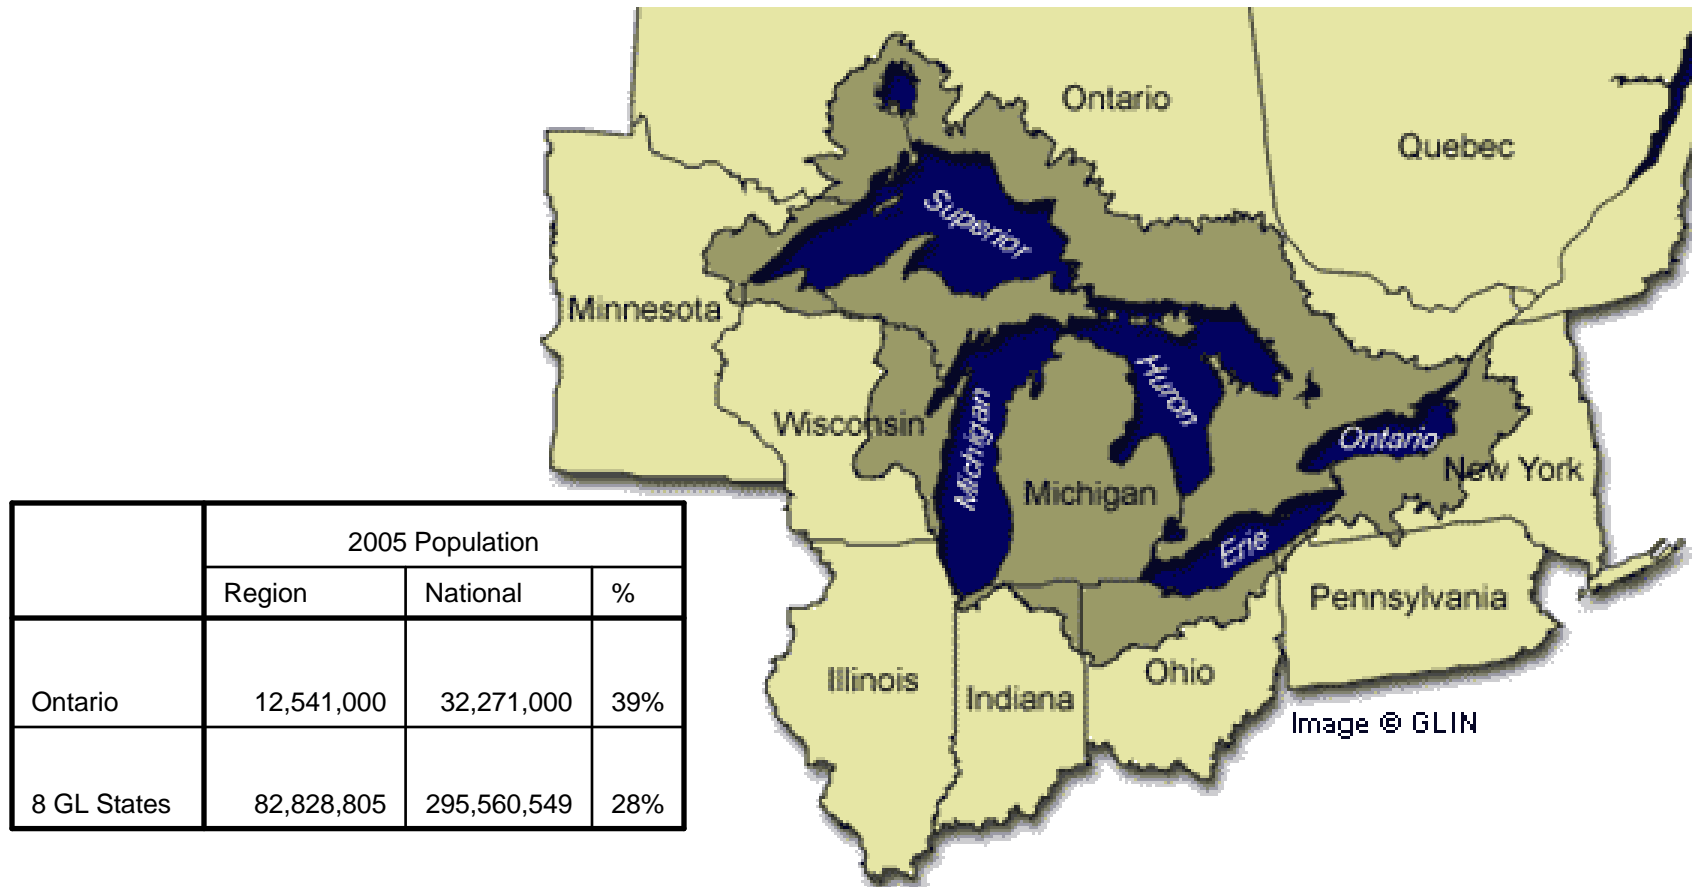 Ontario
Quebec
Superior
Minnesota
Huron
Michigan
Wisconsin
Ontario
New York
Michigan
Erie
Pennsylvania
Illinois
Indiana
Ohio
Image © GLIN
2005 Population
Region National %
Ontario 12,541,000 32,271,000 39%
8 GL States 82,828,805 295,560,549 28%